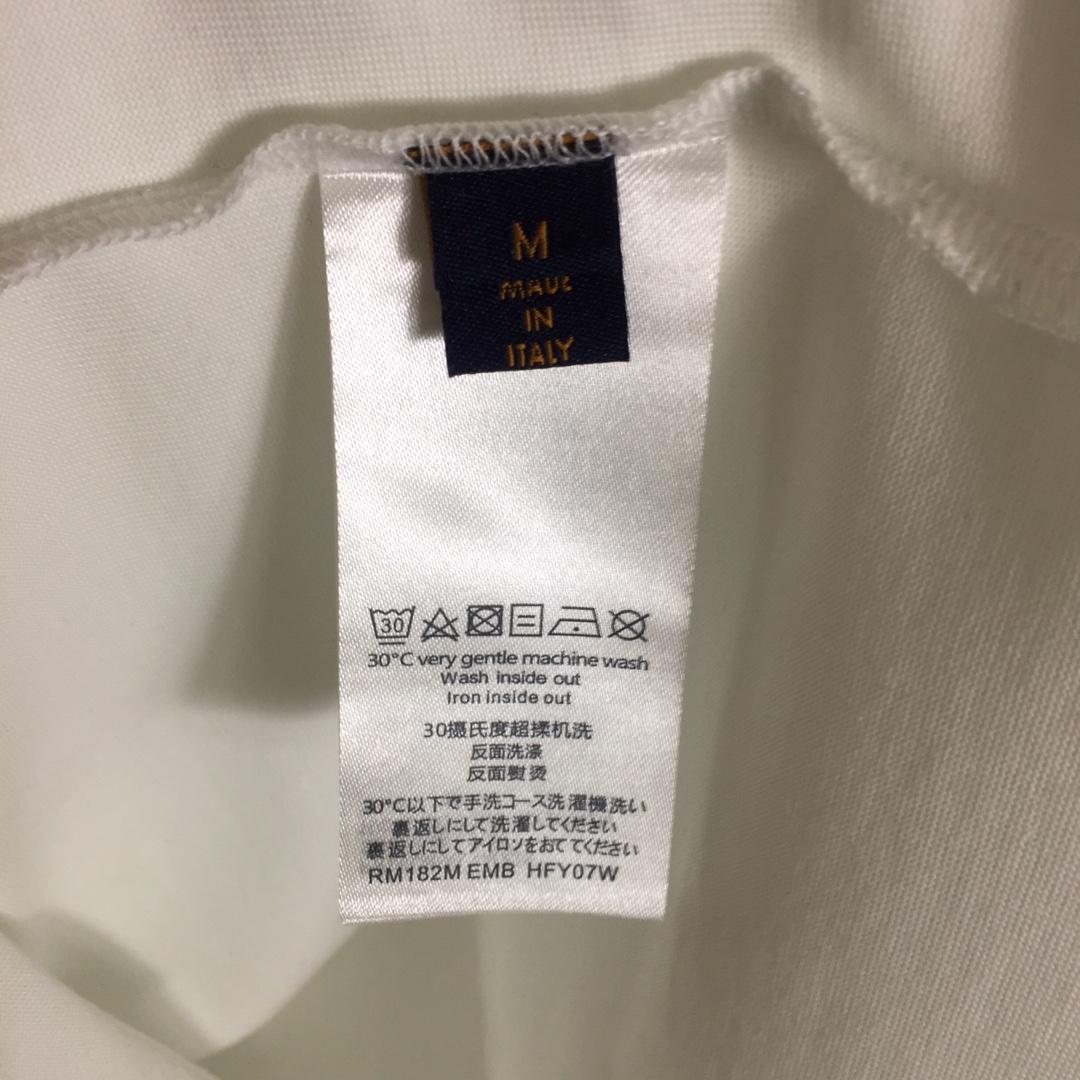 M
MADE
IN
ITALY
30
30°C very gentle machine wash
Wash inside out
Iron inside out
30摄氏度超揉机洗
反面洗涤
反面熨烫
30°C以下で手洗コース洗濯機洗い
裏返しにして洗濯してください
裏返しにしてアイロソをおててください
RM182M EMB HFY07W